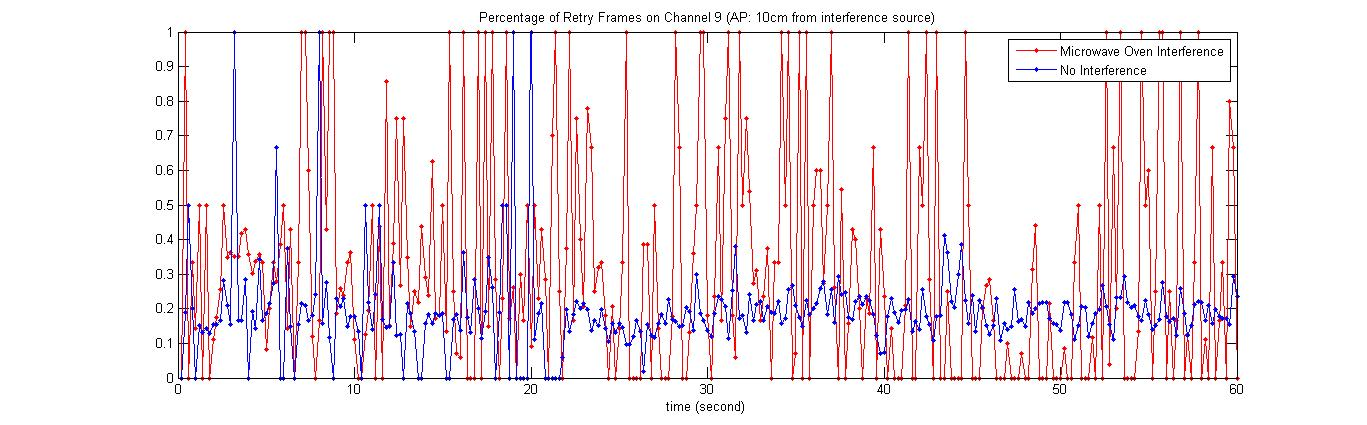 Percentage of Retry Frames on Channel 9 (AP: 10cm from interference source)
1
0.9
0.8
0.7
0.6
0.5
0.4
0.3
0.2
0.1
0
0 10 20 30 40 50 60
time (second)
Microwave Oven Interference
No Interference